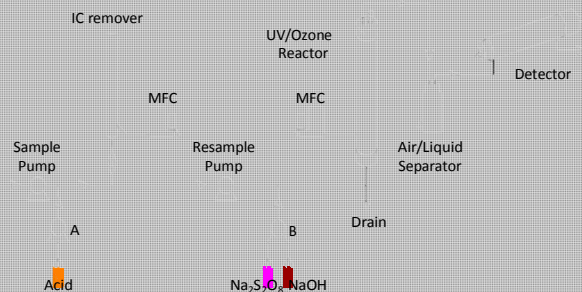 IC remover
UV/Ozone
Reactor
Detector
MFC
MFC
Sample
Pump
Resample
Pump
Air/Liquid
Separator
Drain
A
B
Acid
Na₂S₂O₈ NaOH